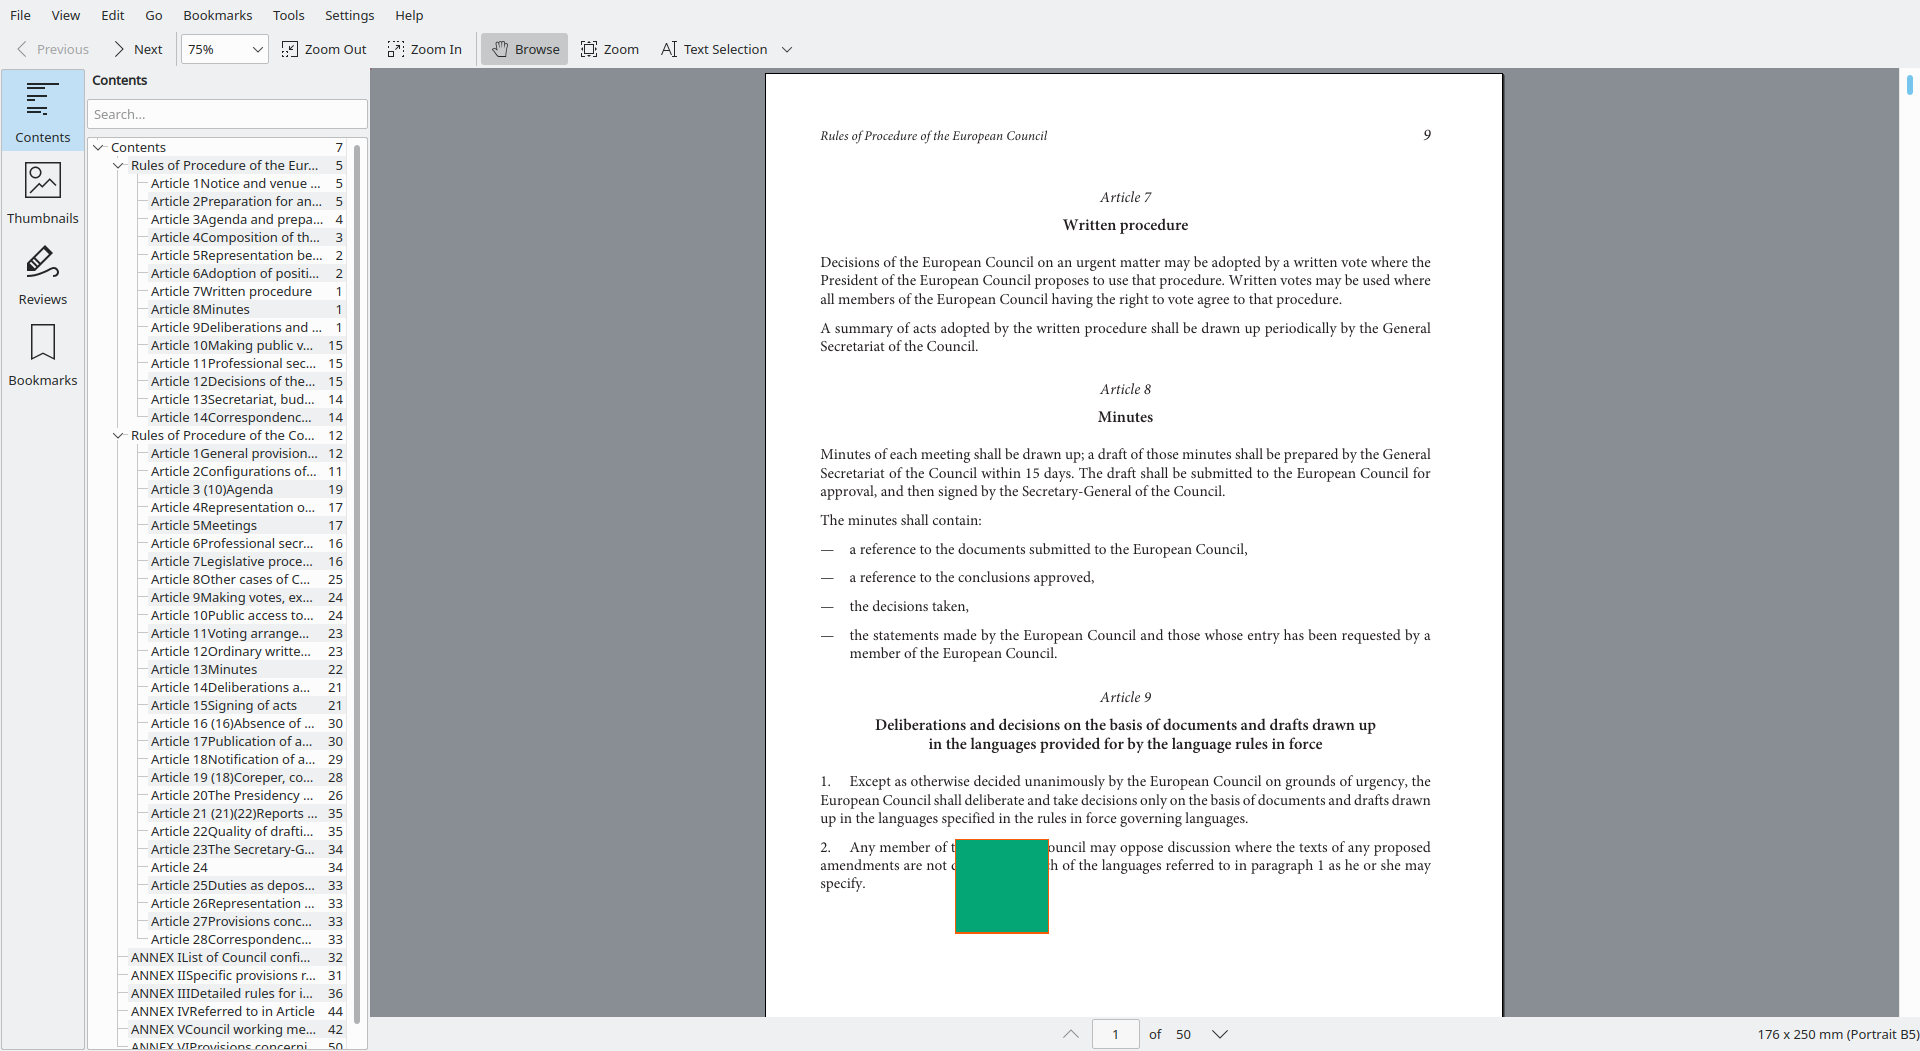 File View Edit Go Bookmarks Tools Settings Help
Previous Next 75% Zoom Out Zoom In Browse Zoom Text Selection
Contents
Thumbnails
Reviews
Bookmarks
Contents
Search...
Contents 7
Rules of Procedure of the Eur... 5
Article 1Notice and venue ... 5
Article 2Preparation for an... 5
Article 3Agenda and prepa... 4
Article 4Composition of th... 3
Article 5Representation be... 2
Article 6Adoption of positi... 2
Article 7Written procedure 1
Article 8Minutes 1
Article 9Deliberations and ... 1
Article 10Making public v... 15
Article 11Professional sec... 15
Article 12Decisions of the... 15
Article 13Secretariat, bud... 14
Article 14Correspondenc... 14
Rules of Procedure of the Co... 12
Article 1General provision... 12
Article 2Configurations of... 11
Article 3 (10)Agenda 19
Article 4Representation o... 17
Article 5Meetings 17
Article 6Professional secr... 16
Article 7Legislative proce... 16
Article 8Other cases of C... 25
Article 9Making votes, ex... 24
Article 10Public access to... 24
Article 11Voting arrange... 23
Article 12Ordinary writte... 23
Article 13Minutes 22
Article 14Deliberations a... 21
Article 15Signing of acts 21
Article 16 (16)Absence of ... 30
Article 17Publication of a... 30
Article 18Notification of a... 29
Article 19 (18)Coreper, co... 28
Article 20The Presidency ... 26
Article 21 (21)(22)Reports ... 35
Article 22Quality of drafti... 35
Article 23The Secretary-G... 34
Article 24 34
Article 25Duties as depos... 33
Article 26Representation ... 33
Article 27Provisions conc... 33
Article 28Correspondenc... 33
ANNEX IList of Council confi... 32
ANNEX IISpecific provisions r... 31
ANNEX IIIDetailed rules for i... 36
ANNEX IVReferred to in Article 44
ANNEX VCouncil working me... 42
ANNEX VIProvisions concerni... 50
Rules of Procedure of the European Council 9
Article 7
Written procedure
Decisions of the European Council on an urgent matter may be adopted by a written vote where the
President of the European Council proposes to use that procedure. Written votes may be used where
all members of the European Council having the right to vote agree to that procedure.
A summary of acts adopted by the written procedure shall be drawn up periodically by the General
Secretariat of the Council.
Article 8
Minutes
Minutes of each meeting shall be drawn up; a draft of those minutes shall be prepared by the General
Secretariat of the Council within 15 days. The draft shall be submitted to the European Council for
approval, and then signed by the Secretary-General of the Council.
The minutes shall contain:
— a reference to the documents submitted to the European Council,
— a reference to the conclusions approved,
— the decisions taken,
— the statements made by the European Council and those whose entry has been requested by a
member of the European Council.
Article 9
Deliberations and decisions on the basis of documents and drafts drawn up
in the languages provided for by the language rules in force
1. Except as otherwise decided unanimously by the European Council on grounds of urgency, the
European Council shall deliberate and take decisions only on the basis of documents and drafts drawn
up in the languages specified in the rules in force governing languages.
2. Any member of may oppose discussion where the texts of any proposed
amendments are not of the languages referred to in paragraph 1 as he or she may
specify.
1 of 50
176 x 250 mm (Portrait B5)